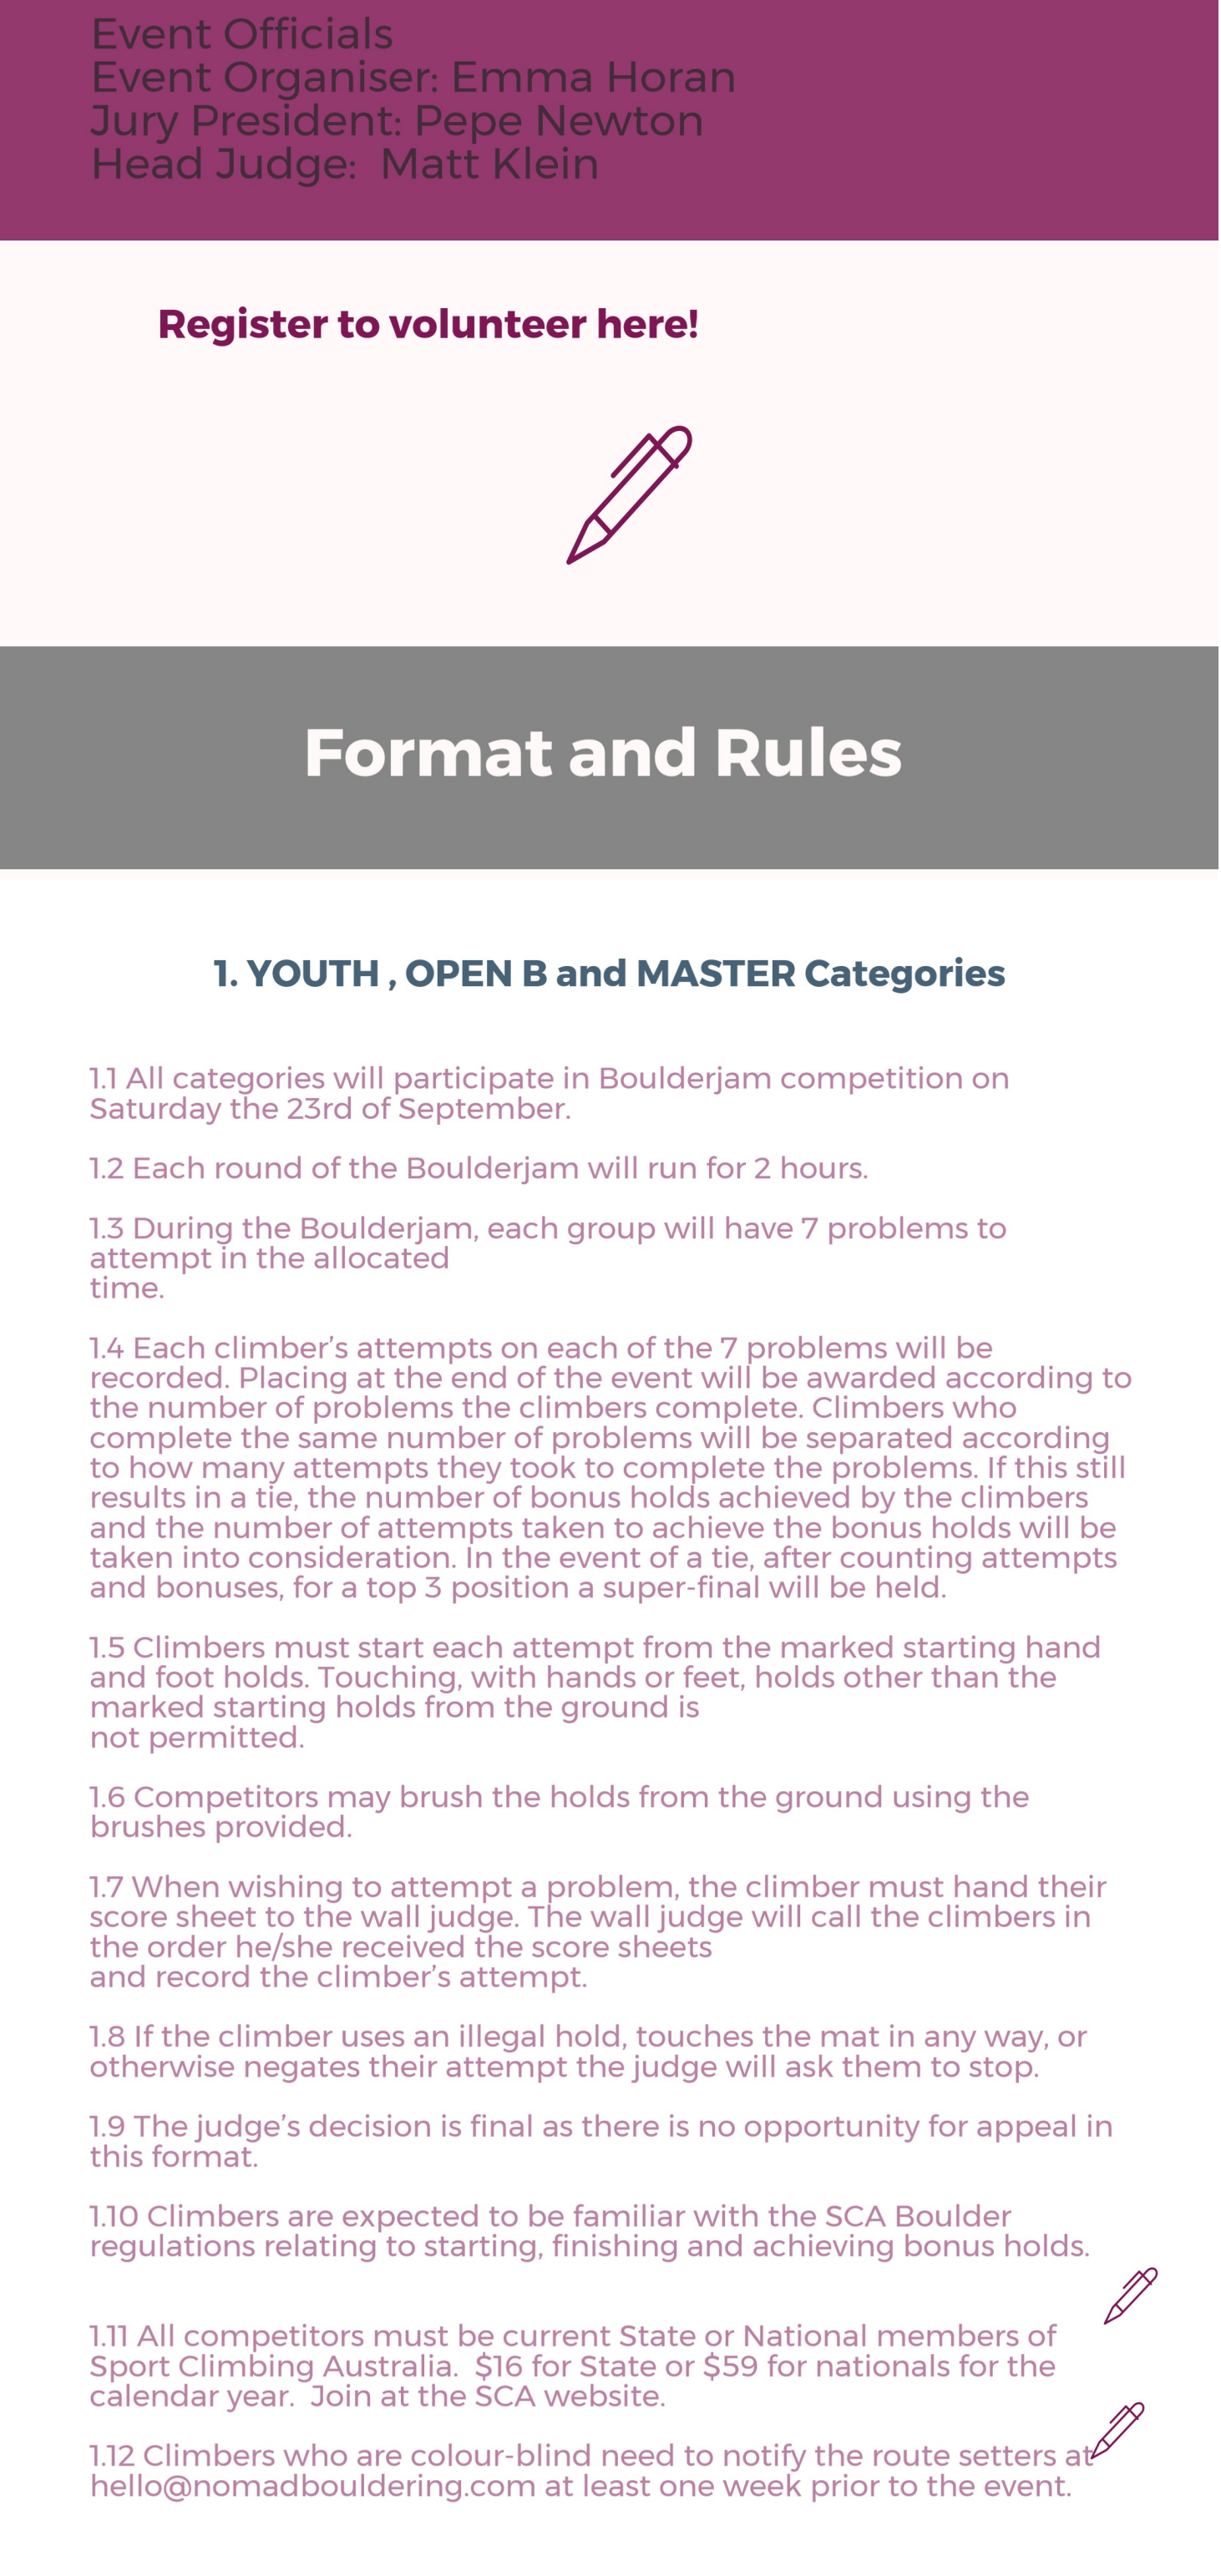 Event Officials
Event Organiser: Emma Horan
Jury President: Pepe Newton
Head Judge:  Matt Klein
Register to volunteer here!
Format and Rules
1. YOUTH , OPEN B and MASTER Categories
1.1 All categories will participate in Boulderjam competition on
Saturday the 23rd of September.
1.2 Each round of the Boulderjam will run for 2 hours.
1.3 During the Boulderjam, each group will have 7 problems to
attempt in the allocated
time.
1.4 Each climber’s attempts on each of the 7 problems will be
recorded. Placing at the end of the event will be awarded according to
the number of problems the climbers complete. Climbers who
complete the same number of problems will be separated according
to how many attempts they took to complete the problems. If this still
results in a tie, the number of bonus holds achieved by the climbers
and the number of attempts taken to achieve the bonus holds will be
taken into consideration. In the event of a tie, after counting attempts
and bonuses, for a top 3 position a super-final will be held.
1.5 Climbers must start each attempt from the marked starting hand
and foot holds. Touching, with hands or feet, holds other than the
marked starting holds from the ground is
not permitted.
1.6 Competitors may brush the holds from the ground using the
brushes provided.
1.7 When wishing to attempt a problem, the climber must hand their
score sheet to the wall judge. The wall judge will call the climbers in
the order he/she received the score sheets
and record the climber’s attempt.
1.8 If the climber uses an illegal hold, touches the mat in any way, or
otherwise negates their attempt the judge will ask them to stop.
1.9 The judge’s decision is final as there is no opportunity for appeal in
this format.
1.10 Climbers are expected to be familiar with the SCA Boulder
regulations relating to starting, finishing and achieving bonus holds.
1.11 All competitors must be current State or National members of
Sport Climbing Australia.  $16 for State or $59 for nationals for the
calendar year.  Join at the SCA website.
1.12 Climbers who are colour-blind need to notify the route setters at
hello@nomadbouldering.com at least one week prior to the event.